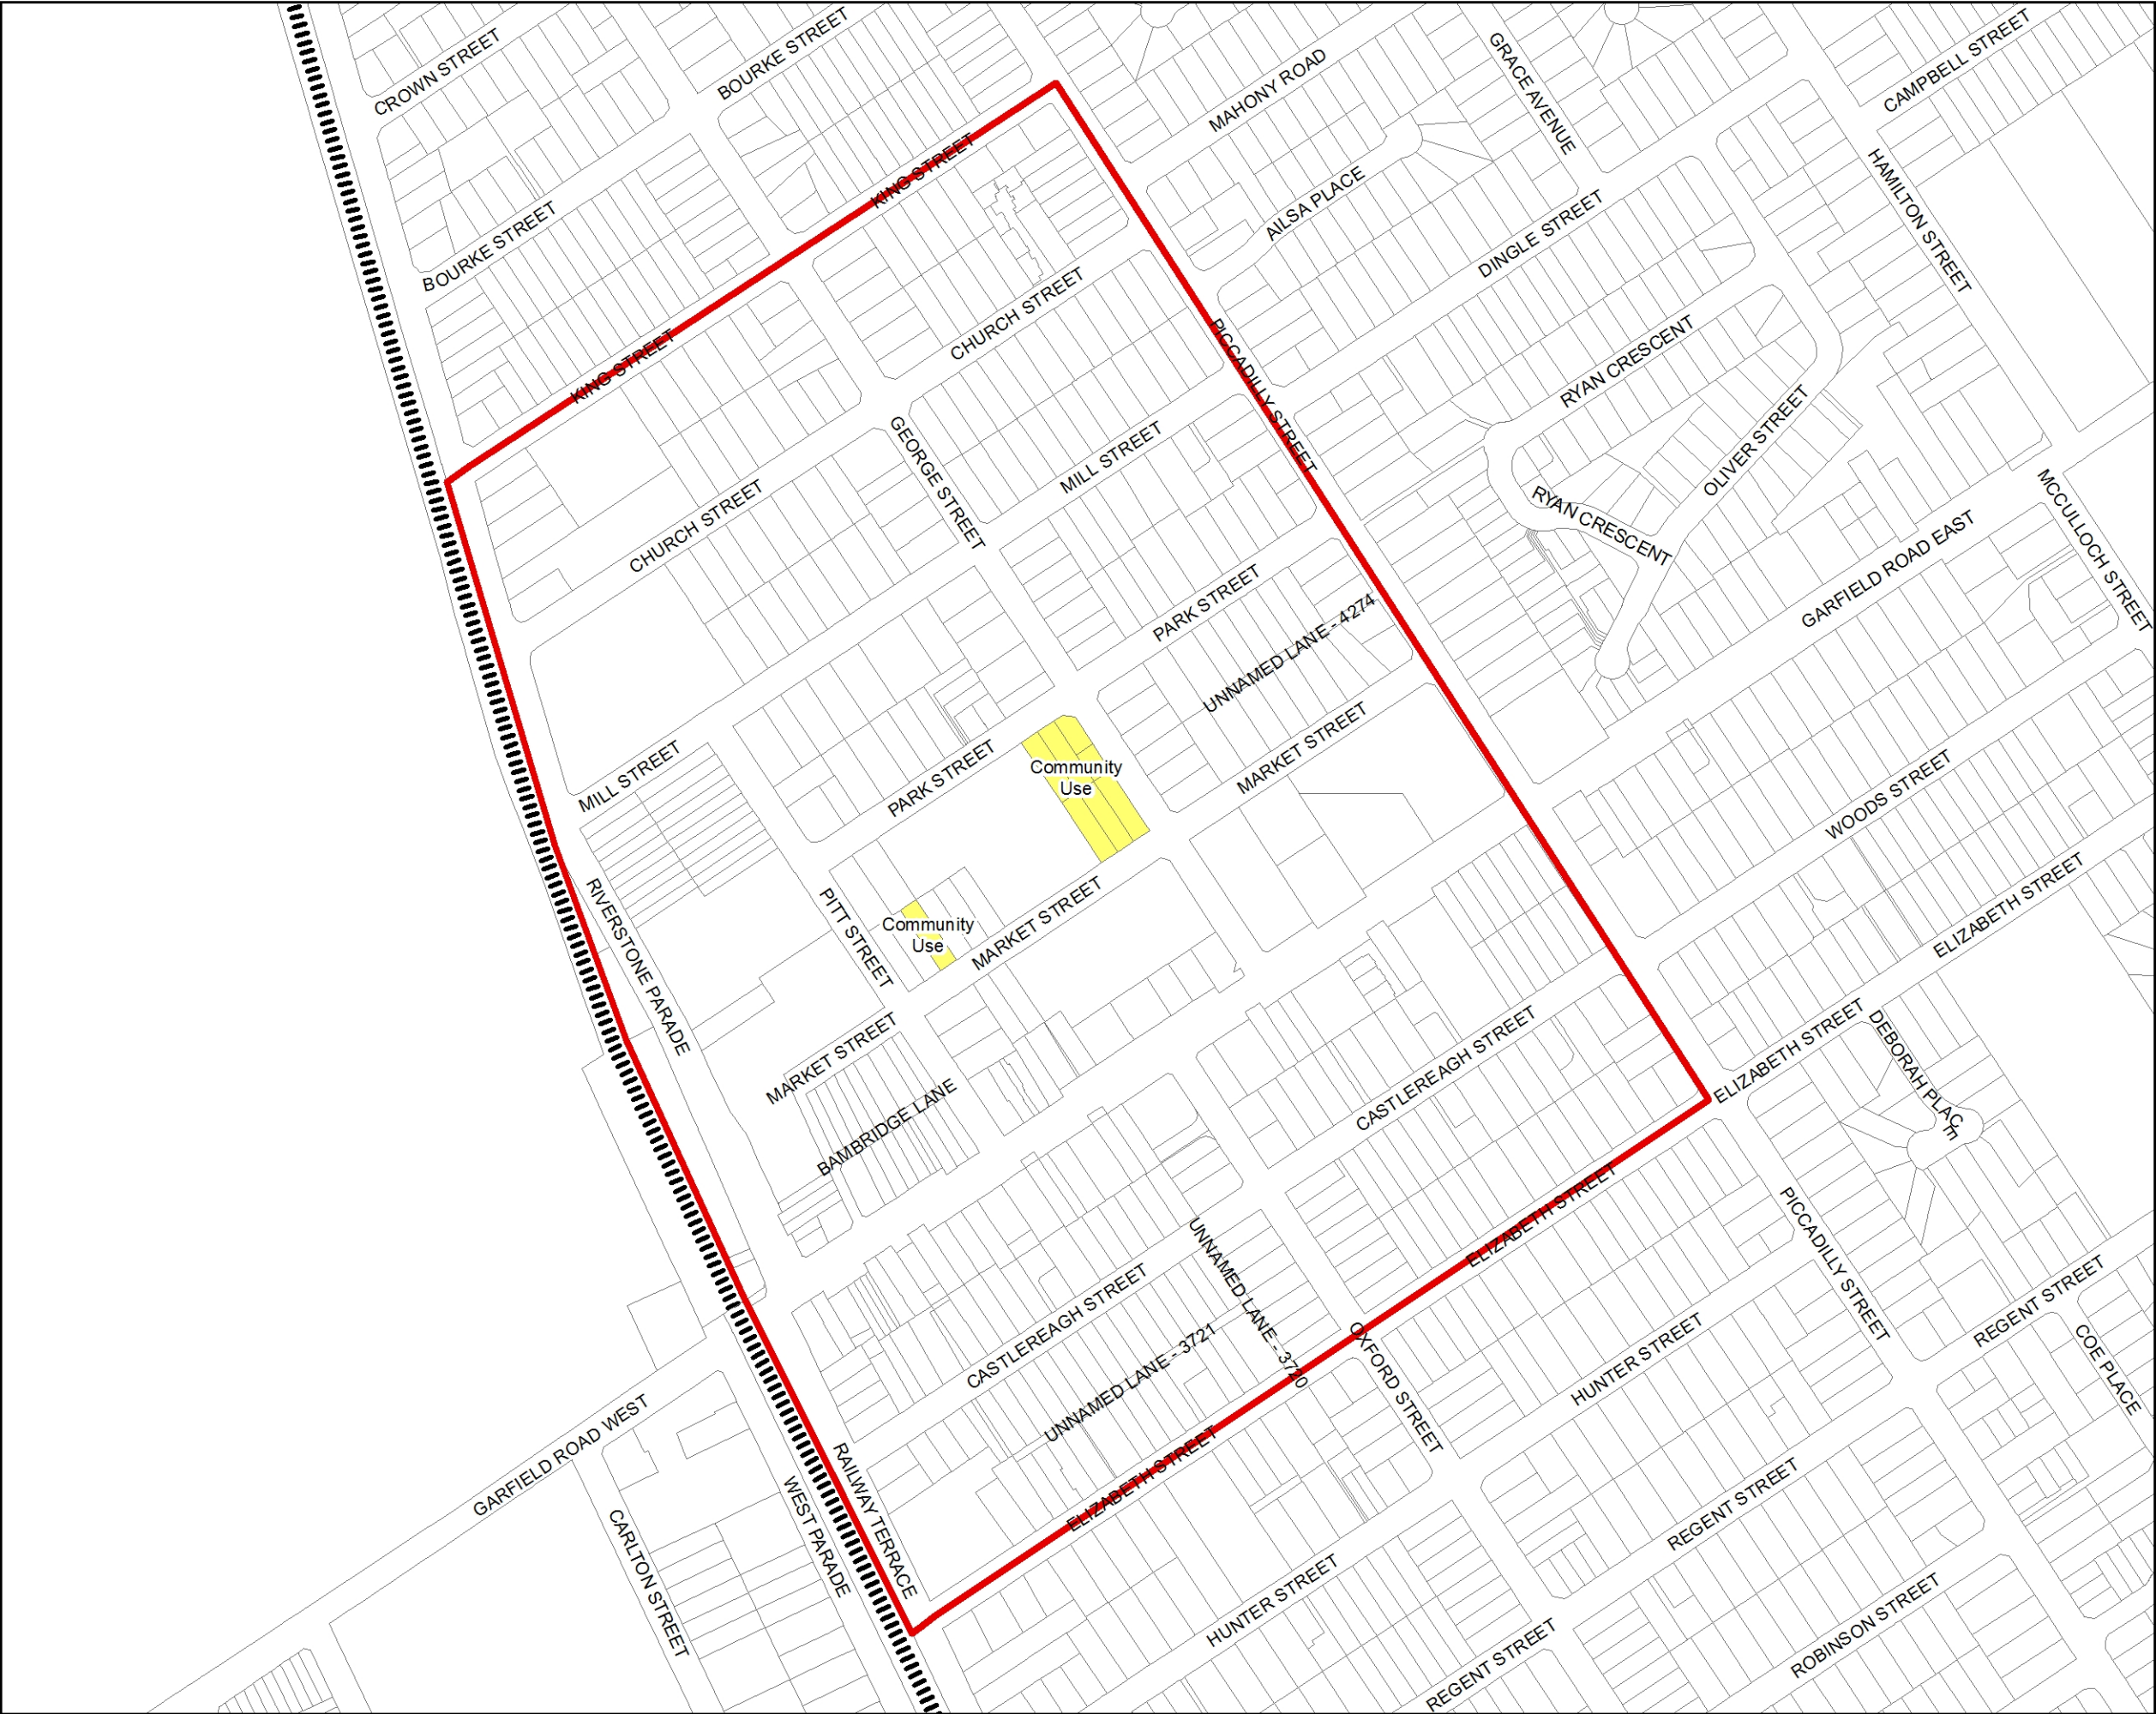 CROWN STREET
BOURKE STREET
GRACE AVENUE
CAMPBELL STREET
MAHONY ROAD
KING STREET
AILSA PLACE
HAMILTON STREET
BOURKE STREET
DINGLE STREET
CHURCH STREET
KING STREET
PICCADILLY STREET
RYAN CRESCENT
OLIVER STREET
GEORGE STREET
MILL STREET
CHURCH STREET
RYAN CRESCENT
MCCULLOCH STREET
GARFIELD ROAD EAST
PARK STREET
UNNAMED LANE - 4274
MARKET STREET
MILL STREET
PARK STREET
Community
Use
WOODS STREET
ELIZABETH STREET
RIVERSTONE PARADE
PITT STREET
Community
Use
MARKET STREET
MARKET STREET
BAMBRIDGE LANE
CASTLEREAGH STREET
ELIZABETH STREET
DEBORAH PLACE
ELIZABETH STREET
PICCADILLY STREET
UNNAMED LANE - 3720
CASTLEREAGH STREET
UNNAMED LANE - 3721
OXFORD STREET
HUNTER STREET
REGENT STREET
COE PLACE
GARFIELD ROAD WEST
ELIZABETH STREET
RAILWAY TERRACE
WEST PARADE
CARLTON STREET
REGENT STREET
HUNTER STREET
ROBINSON STREET
REGENT STREET